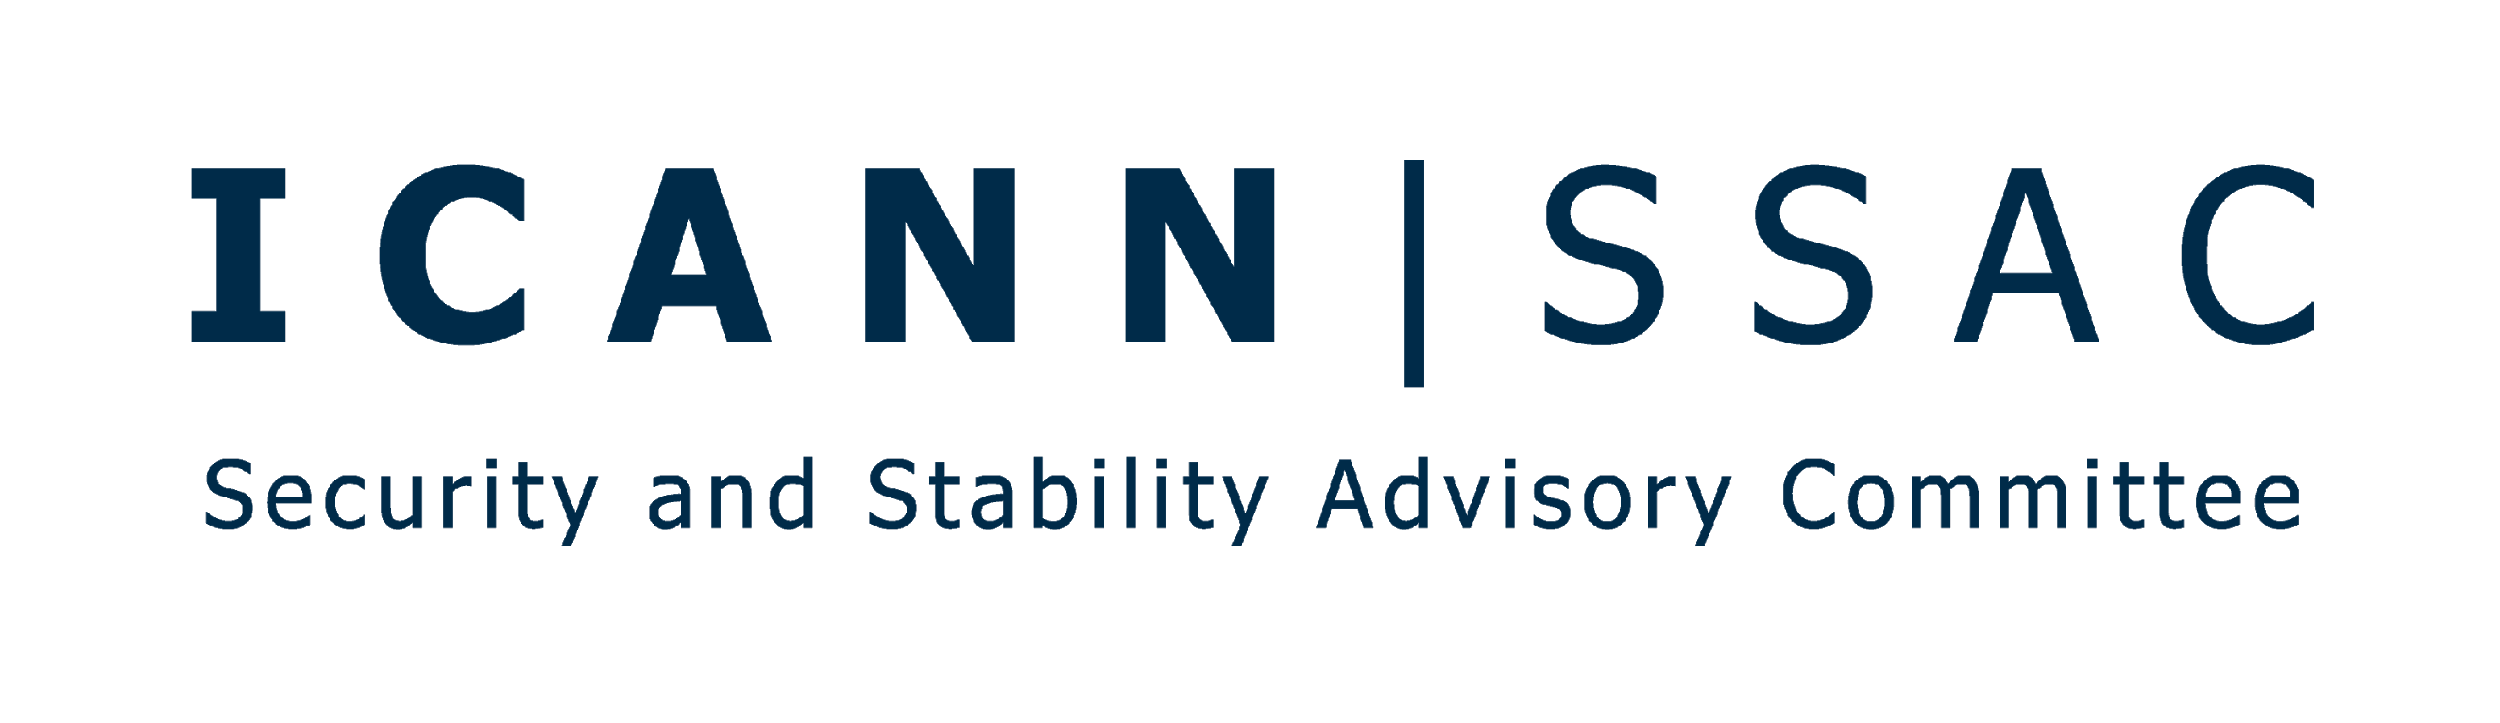 ICANN|SSAC
Security and Stability Advisory Committee